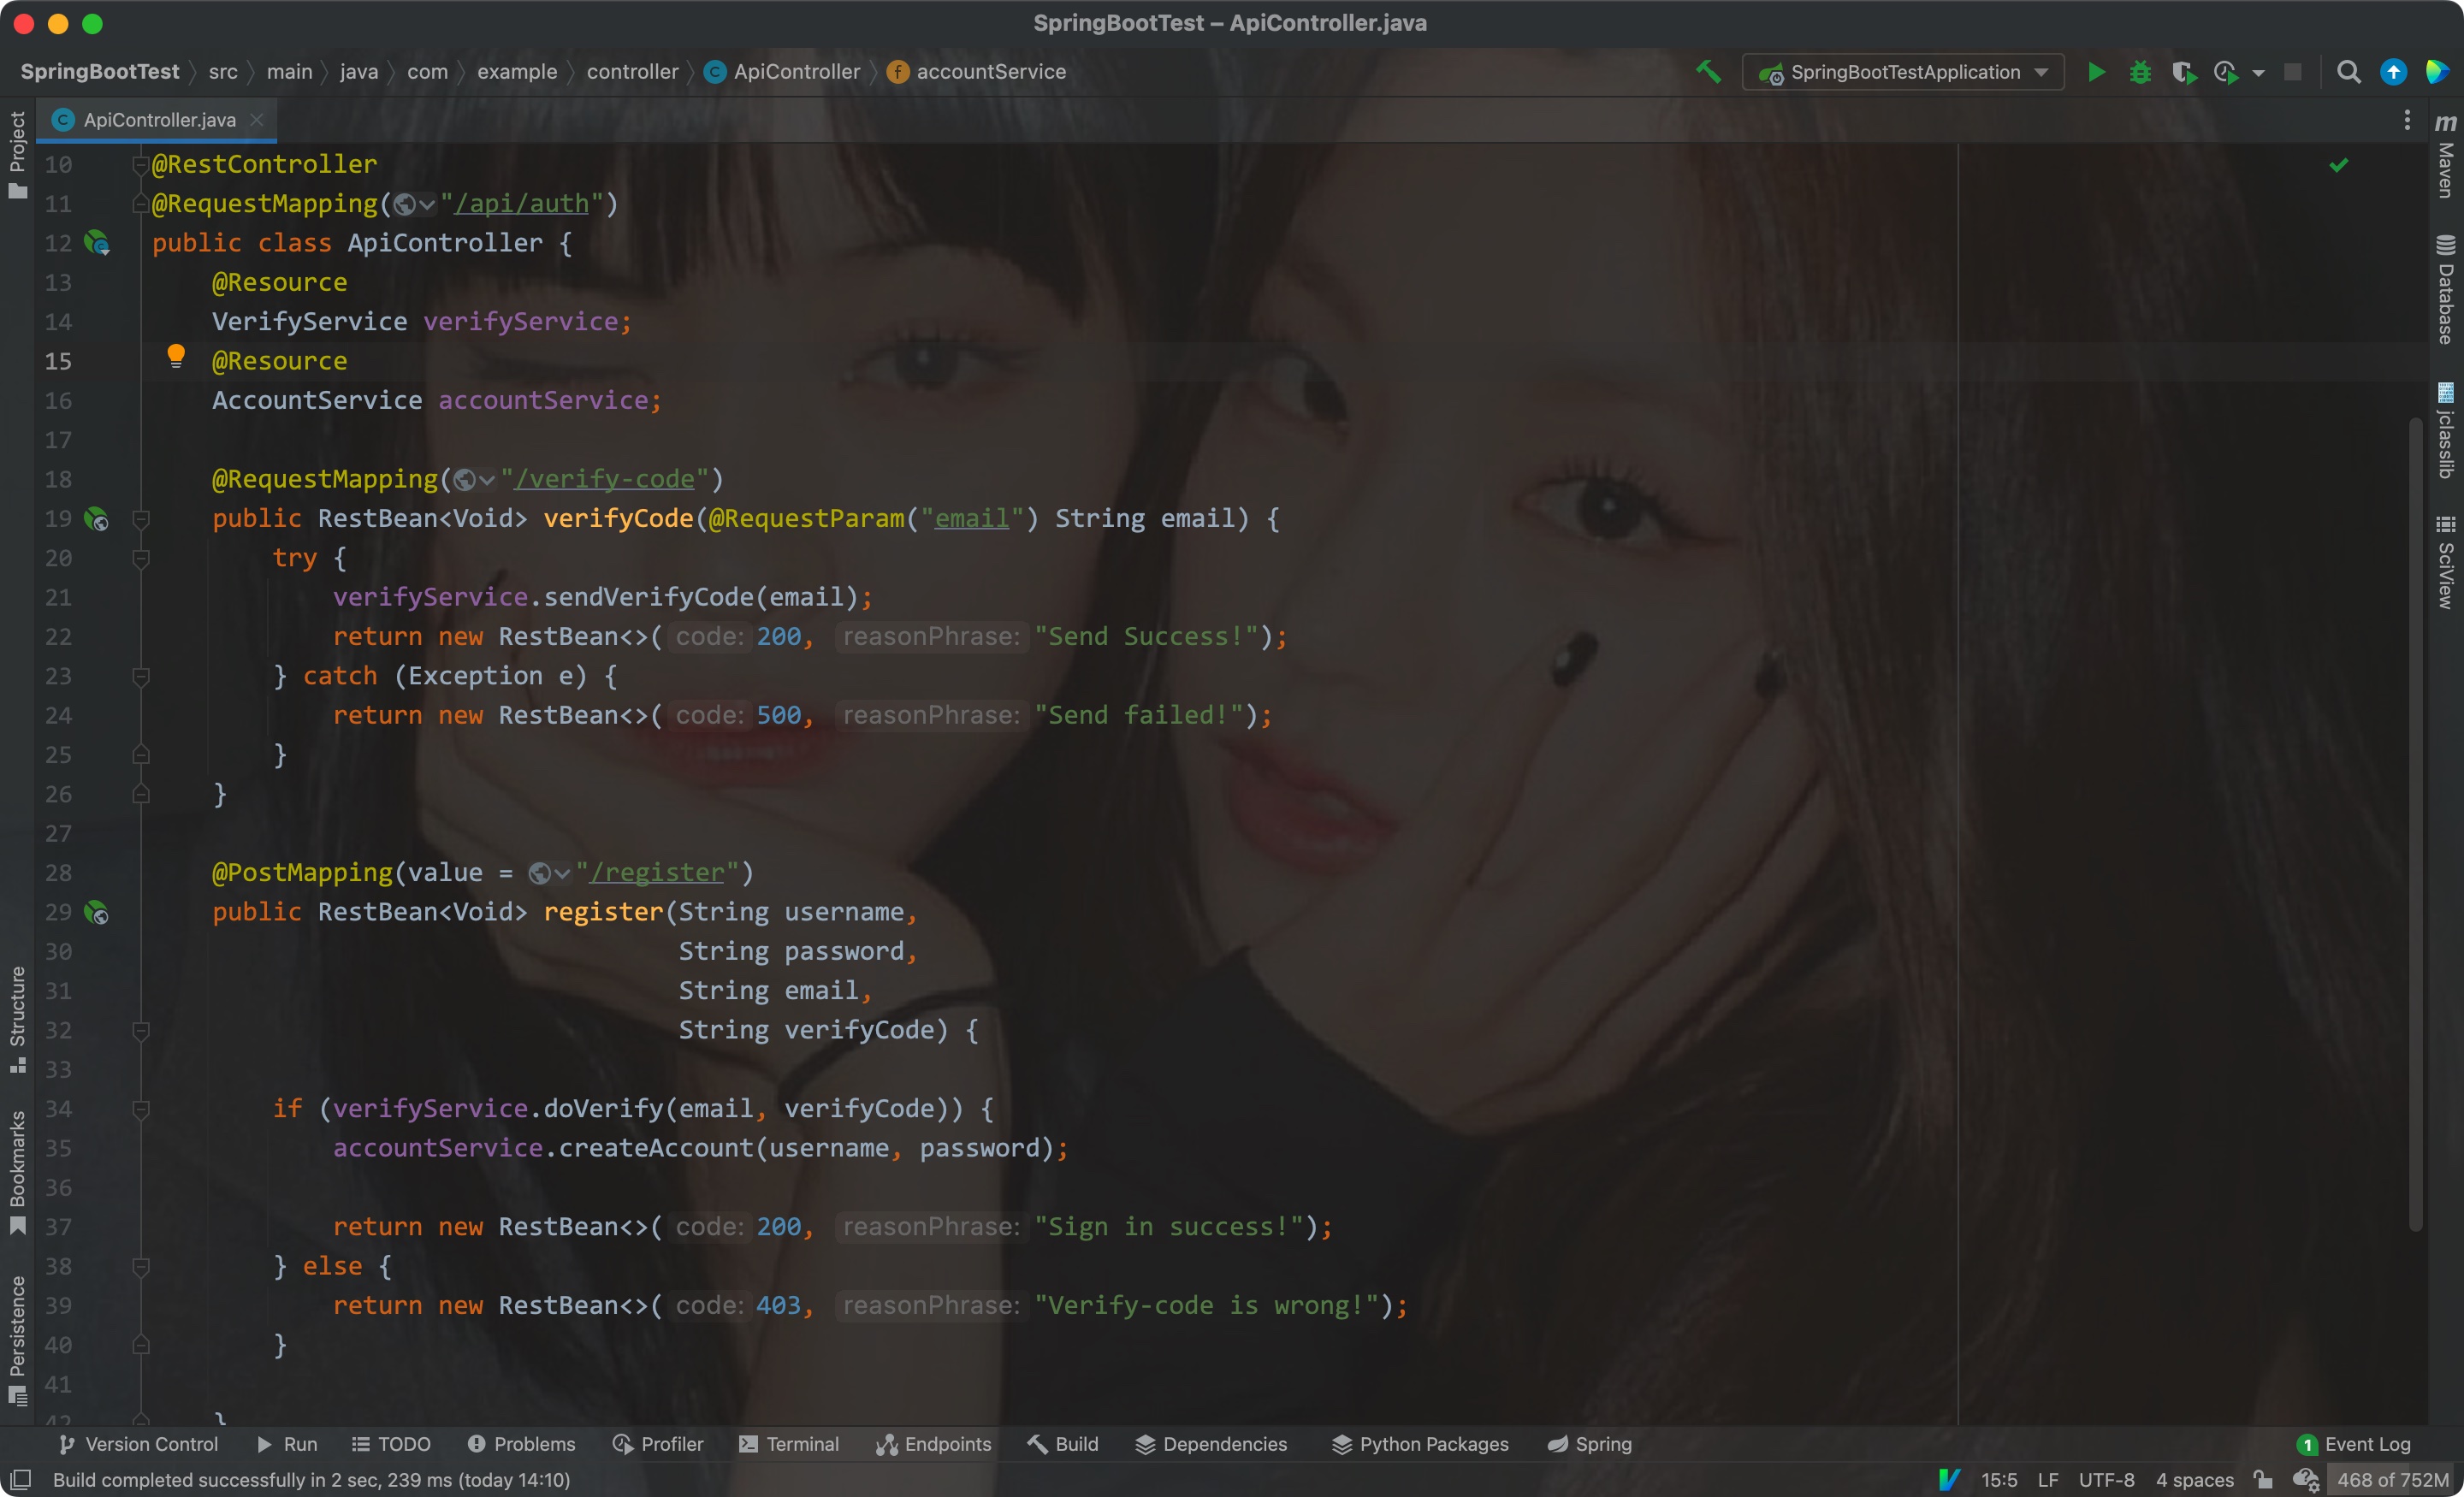 SpringBootTest – ApiController.java
SpringBootTest src main java com example controller ApiController accountService
SpringBootTestApplication
Project
ApiController.java
10 @RestController
11 @RequestMapping("/api/auth")
12 public class ApiController {
13 @Resource
14 VerifyService verifyService;
15 @Resource
16 AccountService accountService;
17
18 @RequestMapping("/verify-code")
19 public RestBean<Void> verifyCode(@RequestParam("email") String email) {
20 try {
21 verifyService.sendVerifyCode(email);
22 return new RestBean<>( code: 200, reasonPhrase: "Send Success!");
23 } catch (Exception e) {
24 return new RestBean<>( code: 500, reasonPhrase: "Send failed!");
25 }
26 }
27
28 @PostMapping(value = "/register")
29 public RestBean<Void> register(String username,
30 String password,
31 String email,
32 String verifyCode) {
33
34 if (verifyService.doVerify(email, verifyCode)) {
35 accountService.createAccount(username, password);
36
37 return new RestBean<>( code: 200, reasonPhrase: "Sign in success!");
38 } else {
39 return new RestBean<>( code: 403, reasonPhrase: "Verify-code is wrong!");
40 }
41
42 }
Structure
Bookmarks
Persistence
m
Maven
Database
jclasslib
SciView
Version Control Run TODO Problems Profiler Terminal Endpoints Build Dependencies Python Packages Spring 1 Event Log
Build completed successfully in 2 sec, 239 ms (today 14:10) 15:5 LF UTF-8 4 spaces 468 of 752M